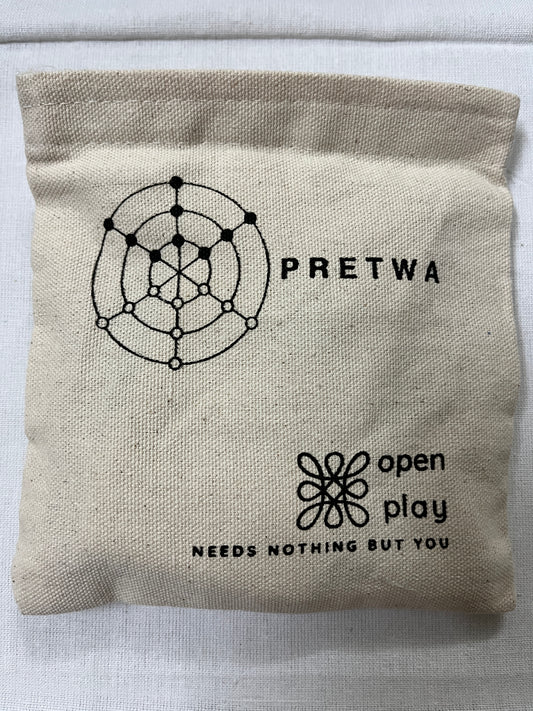 PRETWA
open
play
NEEDS NOTHING BUT YOU